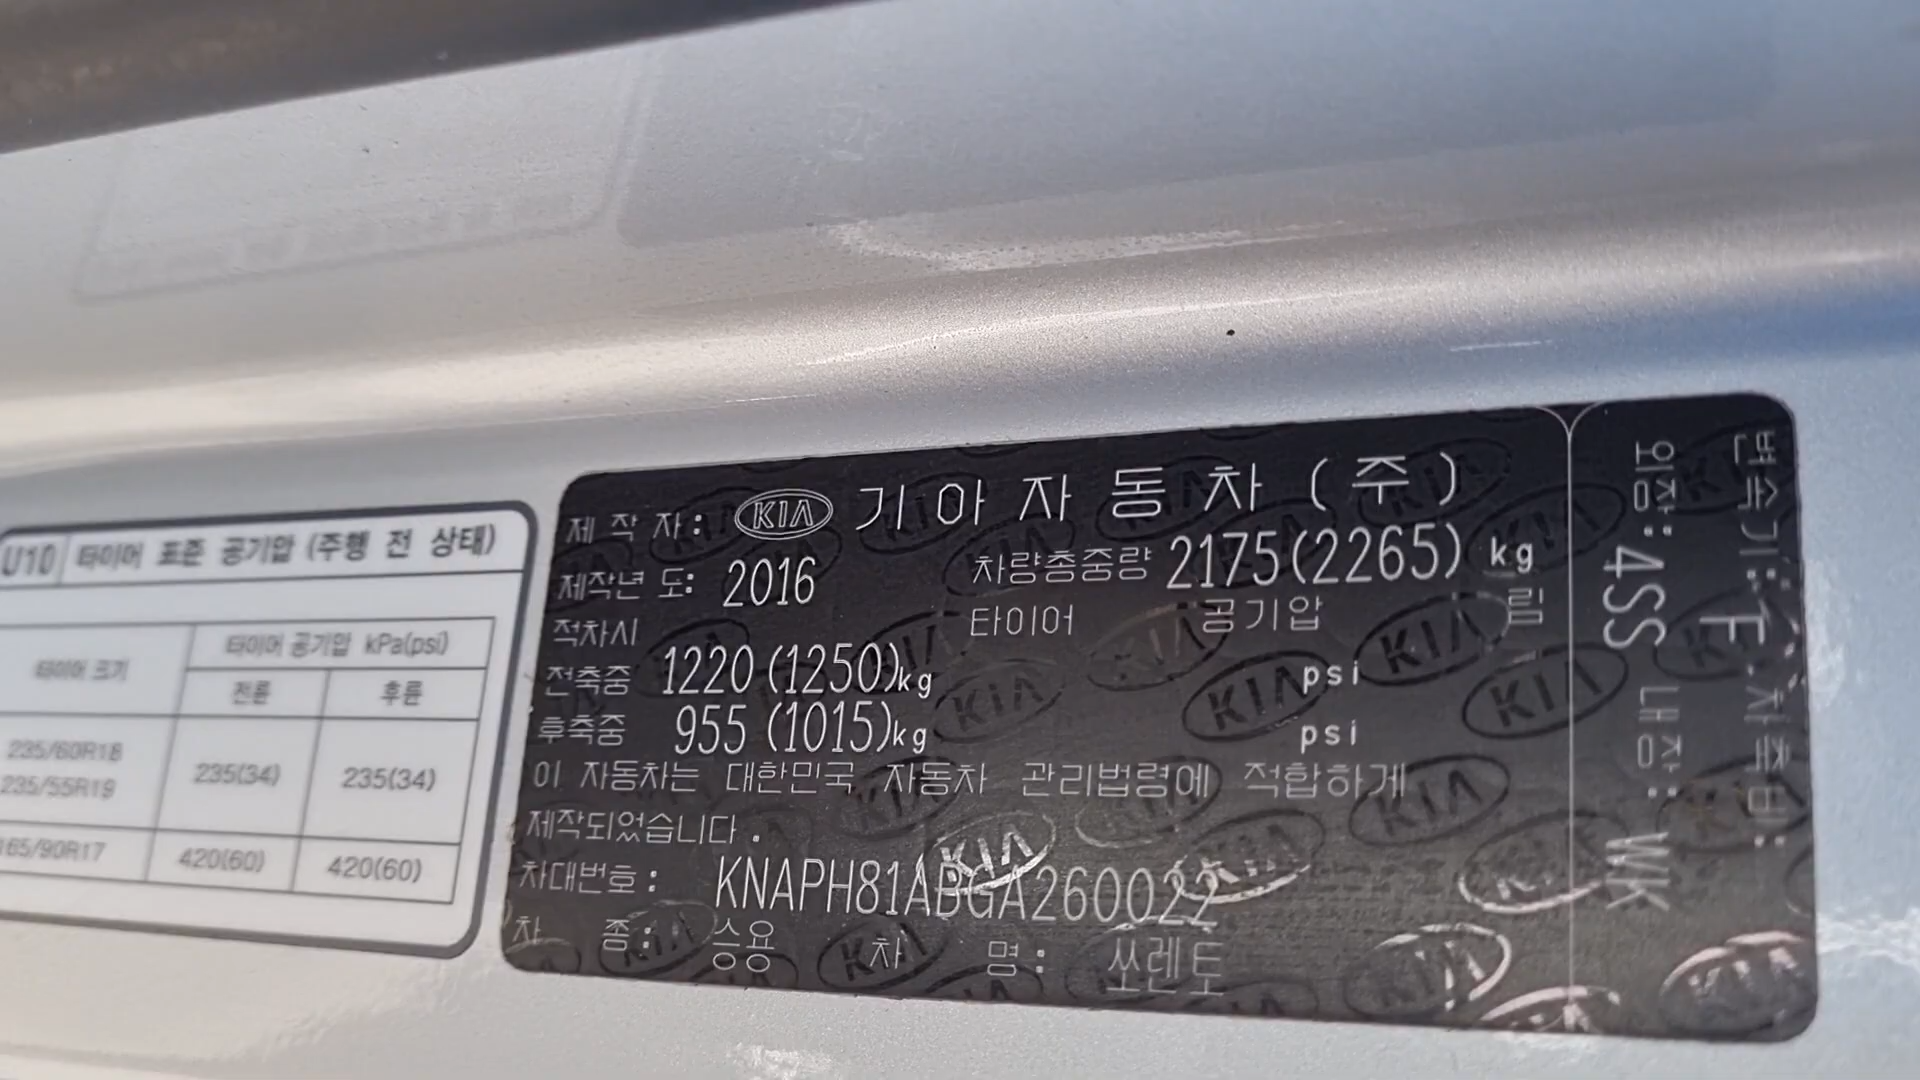 U10 타이어 표준 공기압 (주행 전 상태)
타이어 크기 타이어 공기압 kPa(psi)
전륜 후륜
235/60R18
235/55R19 235(34) 235(34)
165/90R17 420(60) 420(60)
제 작 자: KIA 기아자동차(주)
제작년 도: 2016 차량총중량 2175(2265) kg
적차시 타이어 공기압 림
전축중 1220 (1250)kg psi
후축중 955 (1015)kg psi
이 자동차는 대한민국 자동차 관리법령에 적합하게
제작되었습니다.
차대번호: KNAPH81ABGA260022
차 종: 승용 차 명: 쏘렌토
변속기: F 차축비:
외장: 4SS 내장: WK